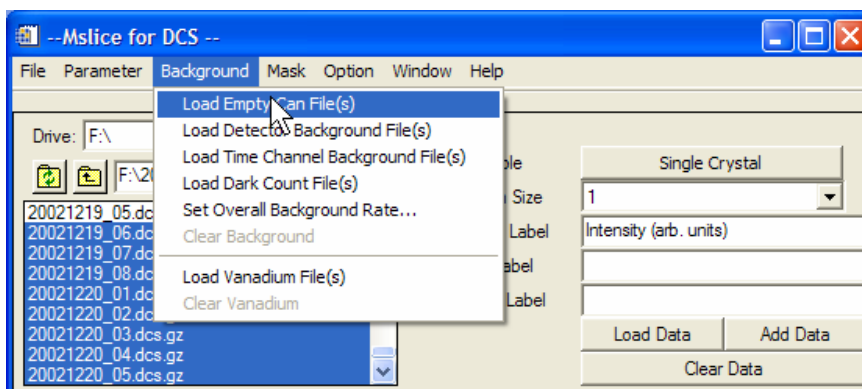 --Mslice for DCS --
File Parameter Background Mask Option Window Help
Load Empty Can File(s)
Drive: F:\
Load Detector Background File(s)
Load Time Channel Background File(s)
Single Crystal
F:\20
Load Dark Count File(s)
Size
1
20021219_05.dc
Set Overall Background Rate...
20021219_06.dc
Clear Background
Label
Intensity (arb. units)
20021219_07.dc
20021219_08.dc
Load Vanadium File(s)
20021220_01.dc
Clear Vanadium
Label
20021220_02.dc
20021220_03.dcs.gz
Load Data Add Data
20021220_04.dcs.gz
20021220_05.dcs.gz
Clear Data